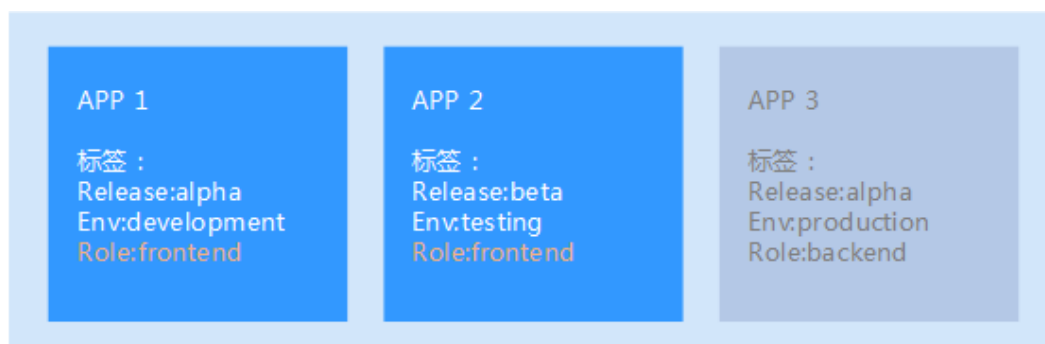 APP 1
标签：
Release:alpha
Env:development
Role:frontend
APP 2
标签：
Release:beta
Env:testing
Role:frontend
APP 3
标签：
Release:alpha
Env:production
Role:backend